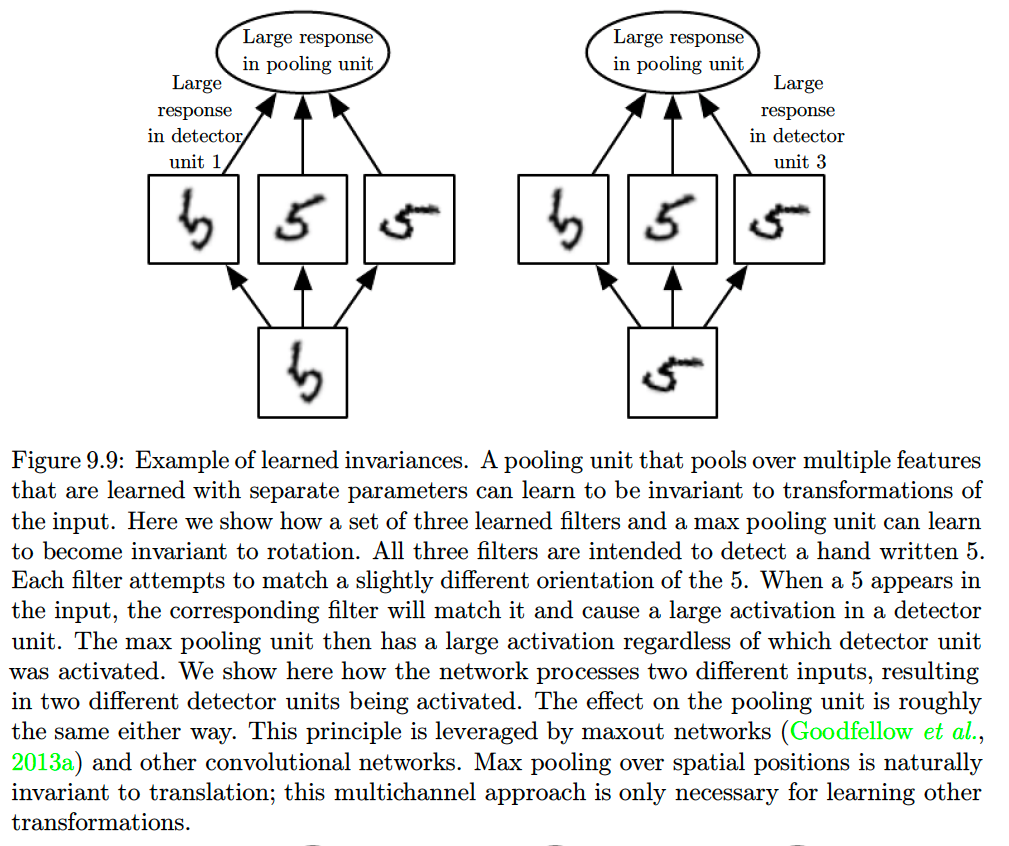 Large response
in pooling unit
Large
response
in detector
unit 1
5
5
5
5
Large response
in pooling unit
Large
response
in detector
unit 3
5
5
5
5
Figure 9.9: Example of learned invariances. A pooling unit that pools over multiple features
that are learned with separate parameters can learn to be invariant to transformations of
the input. Here we show how a set of three learned filters and a max pooling unit can learn
to become invariant to rotation. All three filters are intended to detect a hand written 5.
Each filter attempts to match a slightly different orientation of the 5. When a 5 appears in
the input, the corresponding filter will match it and cause a large activation in a detector
unit. The max pooling unit then has a large activation regardless of which detector unit
was activated. We show here how the network processes two different inputs, resulting
in two different detector units being activated. The effect on the pooling unit is roughly
the same either way. This principle is leveraged by maxout networks (Goodfellow et al.,
2013a) and other convolutional networks. Max pooling over spatial positions is naturally
invariant to translation; this multichannel approach is only necessary for learning other
transformations.